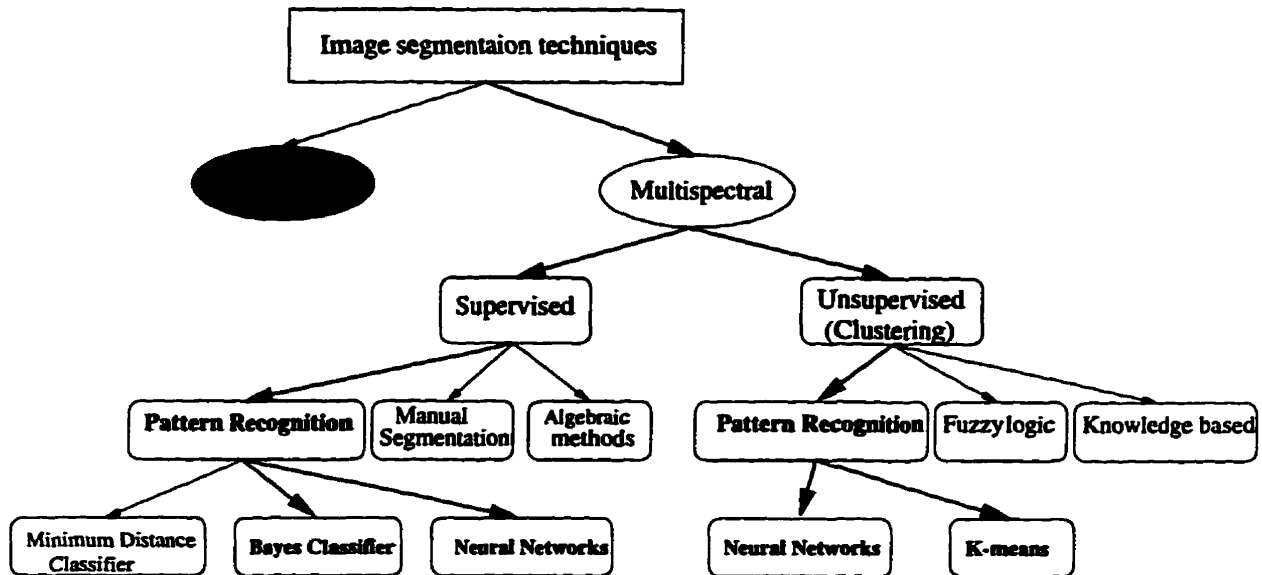 Image segmentaion techniques
Multispectral
Supervised
Unsupervised
(Clustering)
Pattern Recognition
Manual
Segmentation
Algebraic
methods
Pattern Recognition
Fuzzylogic
Knowledge based
Minimum Distance
Classifier
Bayes Classifier
Neural Networks
Neural Networks
K-means